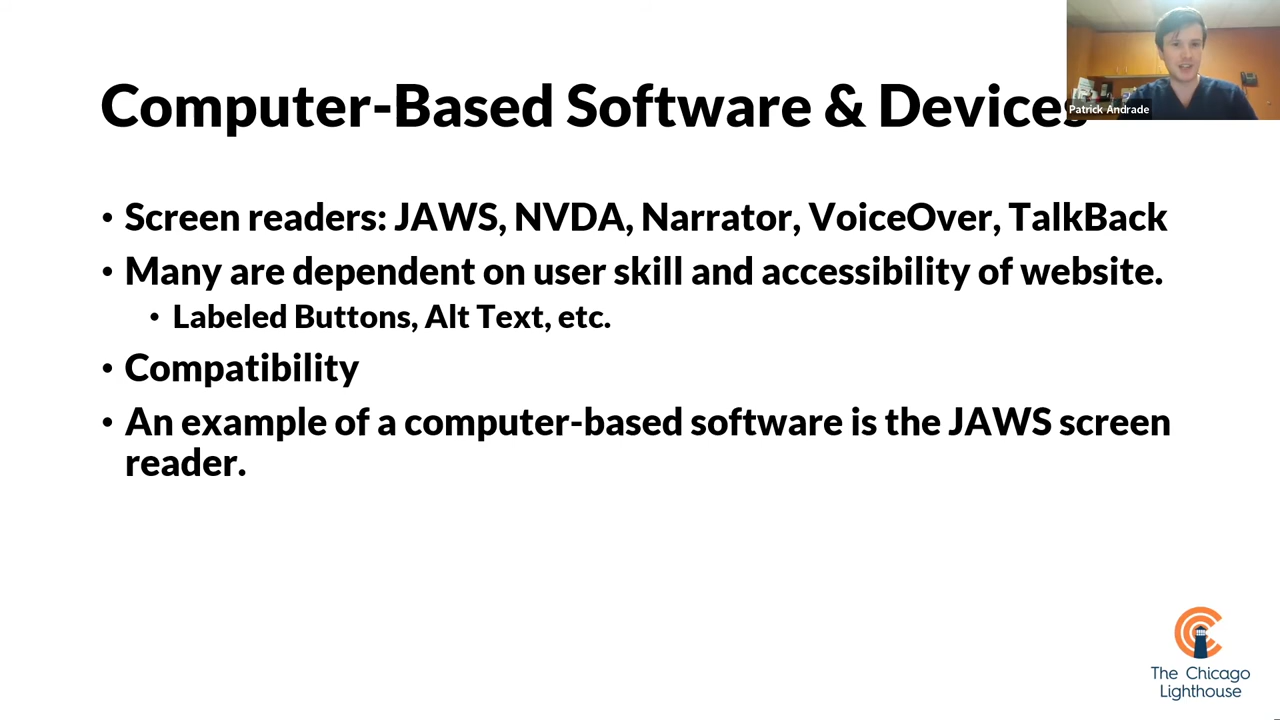 Computer-Based Software & Devices
Patrick Andrade
• Screen readers: JAWS, NVDA, Narrator, VoiceOver, TalkBack
• Many are dependent on user skill and accessibility of website.
• Labeled Buttons, Alt Text, etc.
• Compatibility
• An example of a computer-based software is the JAWS screen
reader.
The Chicago
Lighthouse